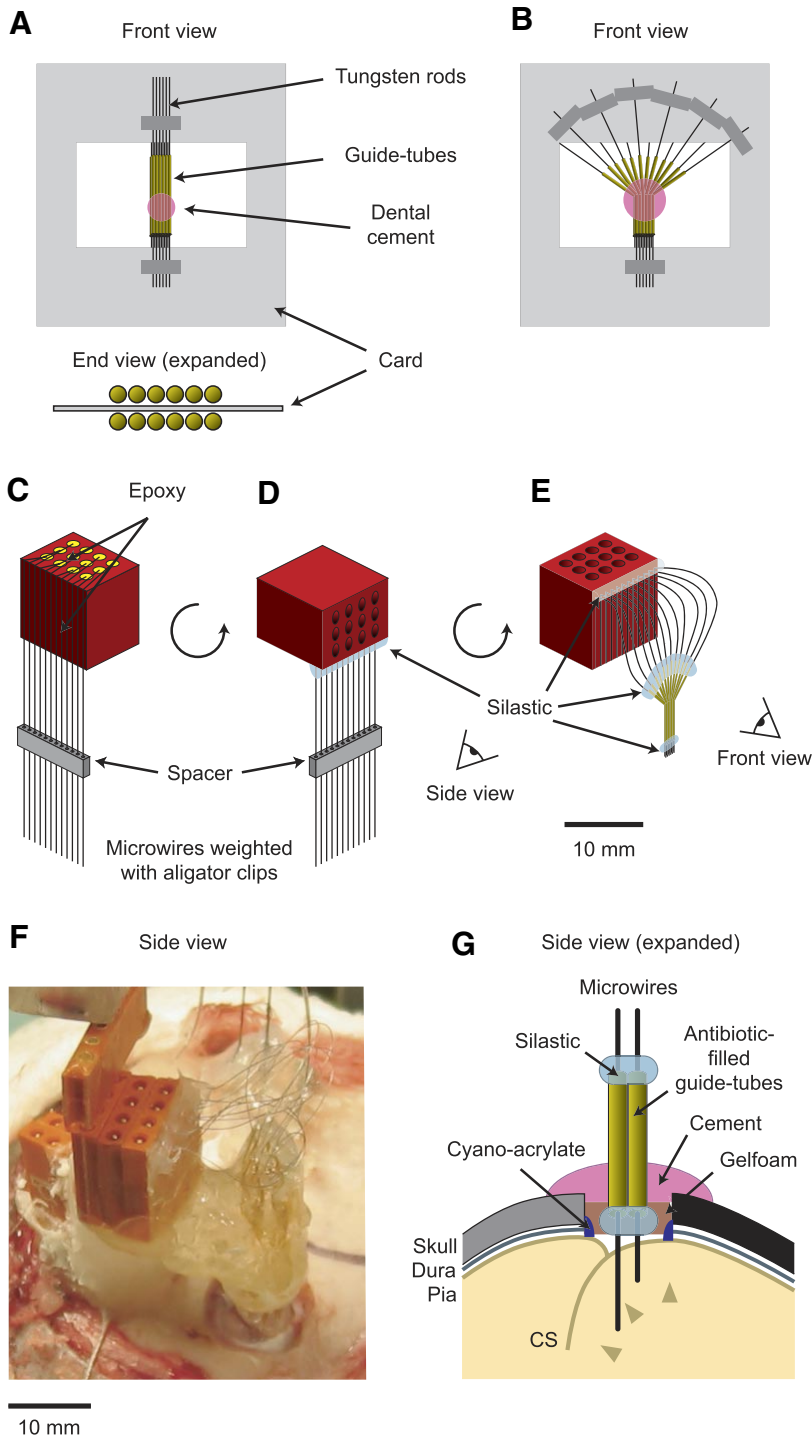 A
Front view
B
Front view
Tungsten rods
Guide-tubes
Dental
cement
End view (expanded)
Card
C
Epoxy
D
E
Silastic
Spacer
Side view
Front view
Microwires weighted
with aligator clips
10 mm
F
Side view
G
Side view (expanded)
Microwires
Silastic
Antibiotic-
filled
guide-tubes
Cement
Cyano-acrylate
Gelfoam
Skull
Dura
Pia
CS
10 mm